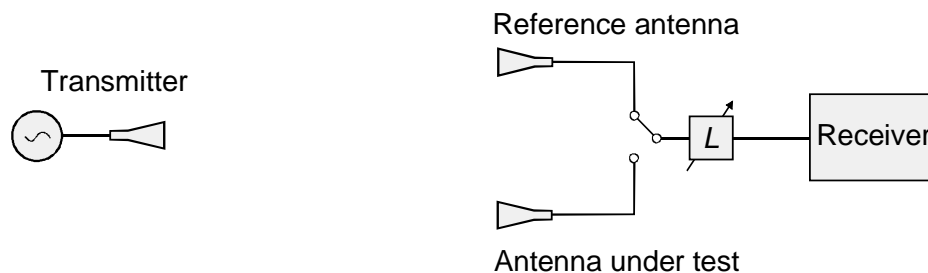 Reference antenna
Transmitter
L
Receiver
Antenna under test